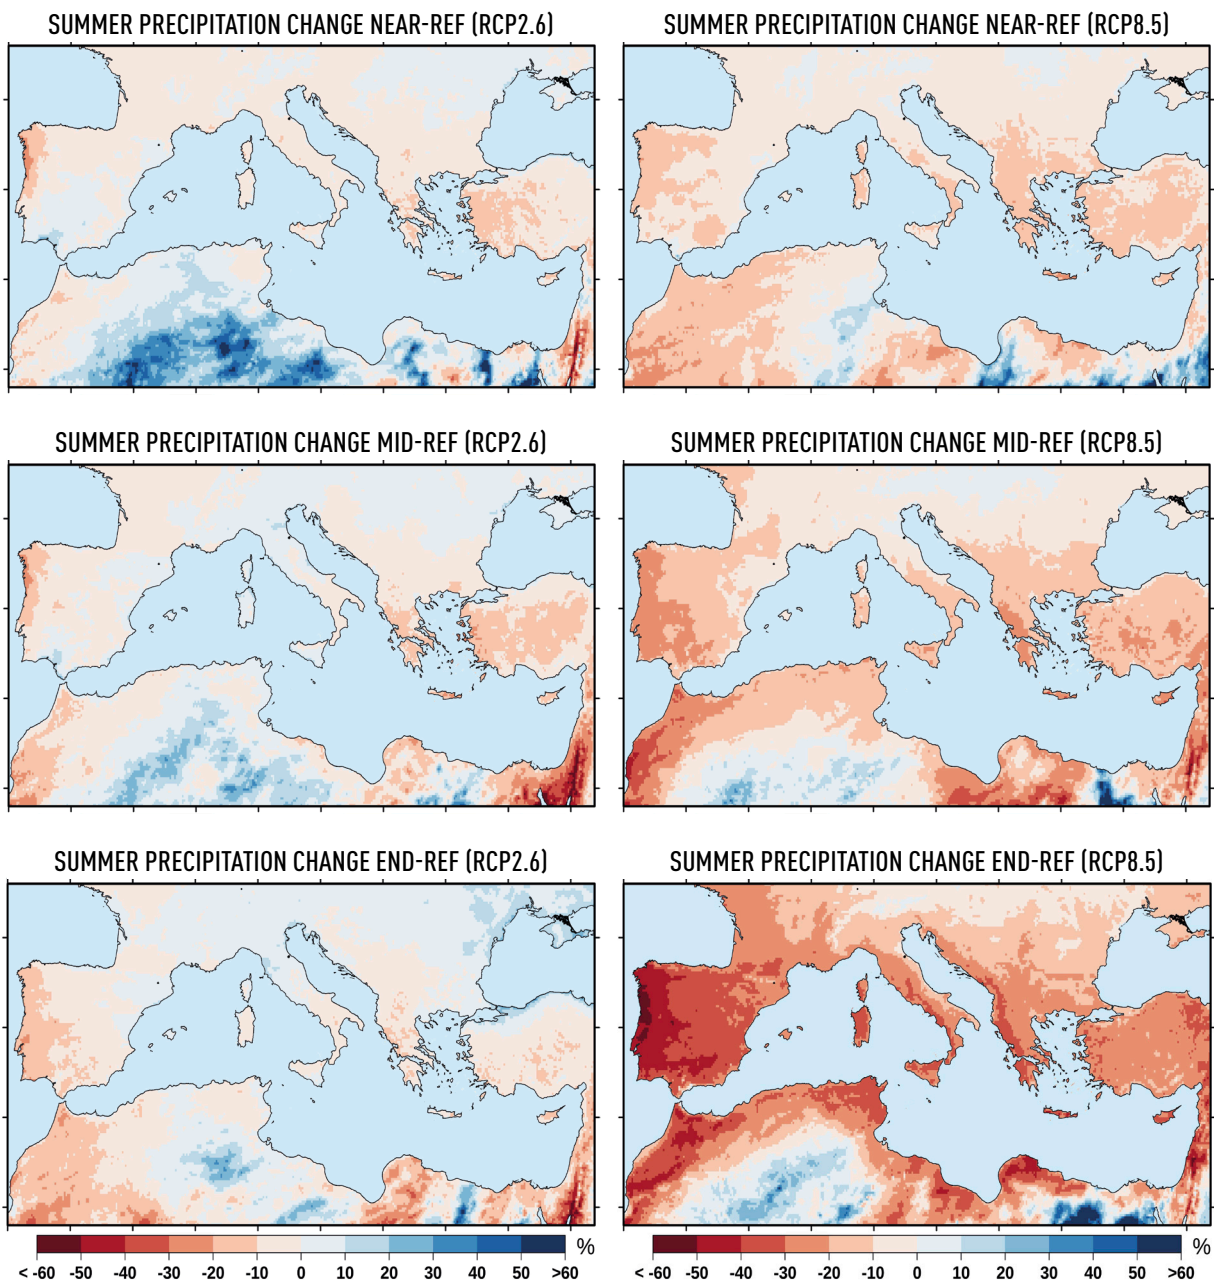 SUMMER PRECIPITATION CHANGE NEAR-REF (RCP2.6)
SUMMER PRECIPITATION CHANGE NEAR-REF (RCP8.5)
SUMMER PRECIPITATION CHANGE MID-REF (RCP2.6)
SUMMER PRECIPITATION CHANGE MID-REF (RCP8.5)
SUMMER PRECIPITATION CHANGE END-REF (RCP2.6)
SUMMER PRECIPITATION CHANGE END-REF (RCP8.5)
%
< -60 -50 -40 -30 -20 -10 0 10 20 30 40 50 >60
%
< -60 -50 -40 -30 -20 -10 0 10 20 30 40 50 >60